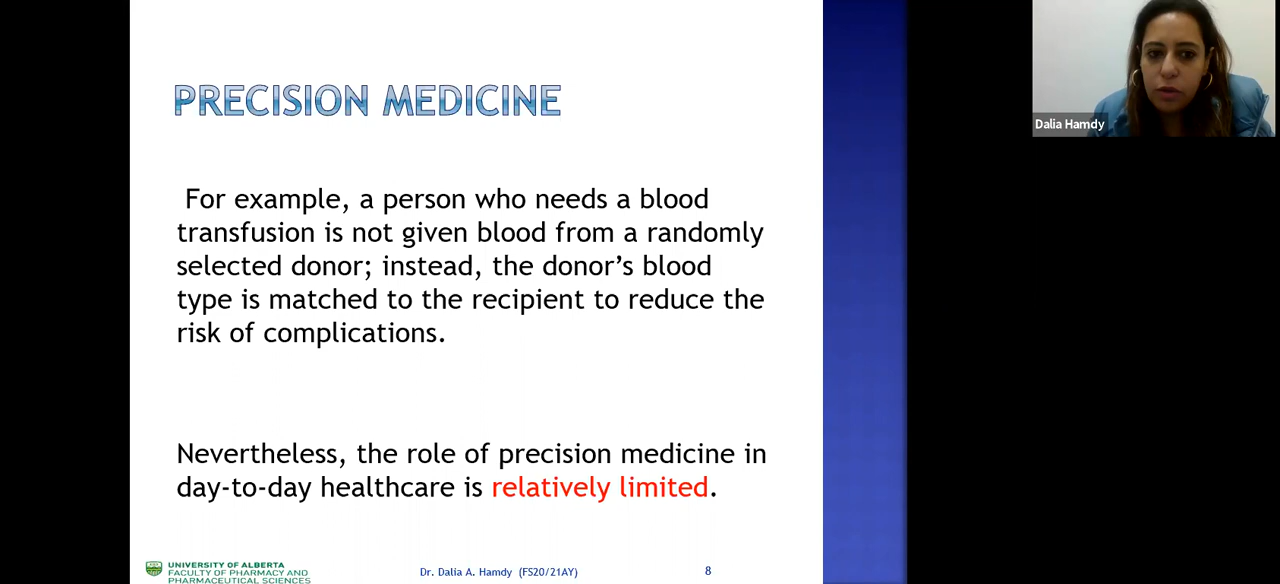 PRECISION MEDICINE
For example, a person who needs a blood
transfusion is not given blood from a randomly
selected donor; instead, the donor’s blood
type is matched to the recipient to reduce the
risk of complications.
Nevertheless, the role of precision medicine in
day-to-day healthcare is relatively limited.
UNIVERSITY OF ALBERTA
FACULTY OF PHARMACY AND
PHARMACEUTICAL SCIENCES
Dr. Dalia A. Hamdy (FS20/21AY)
8
Dalia Hamdy